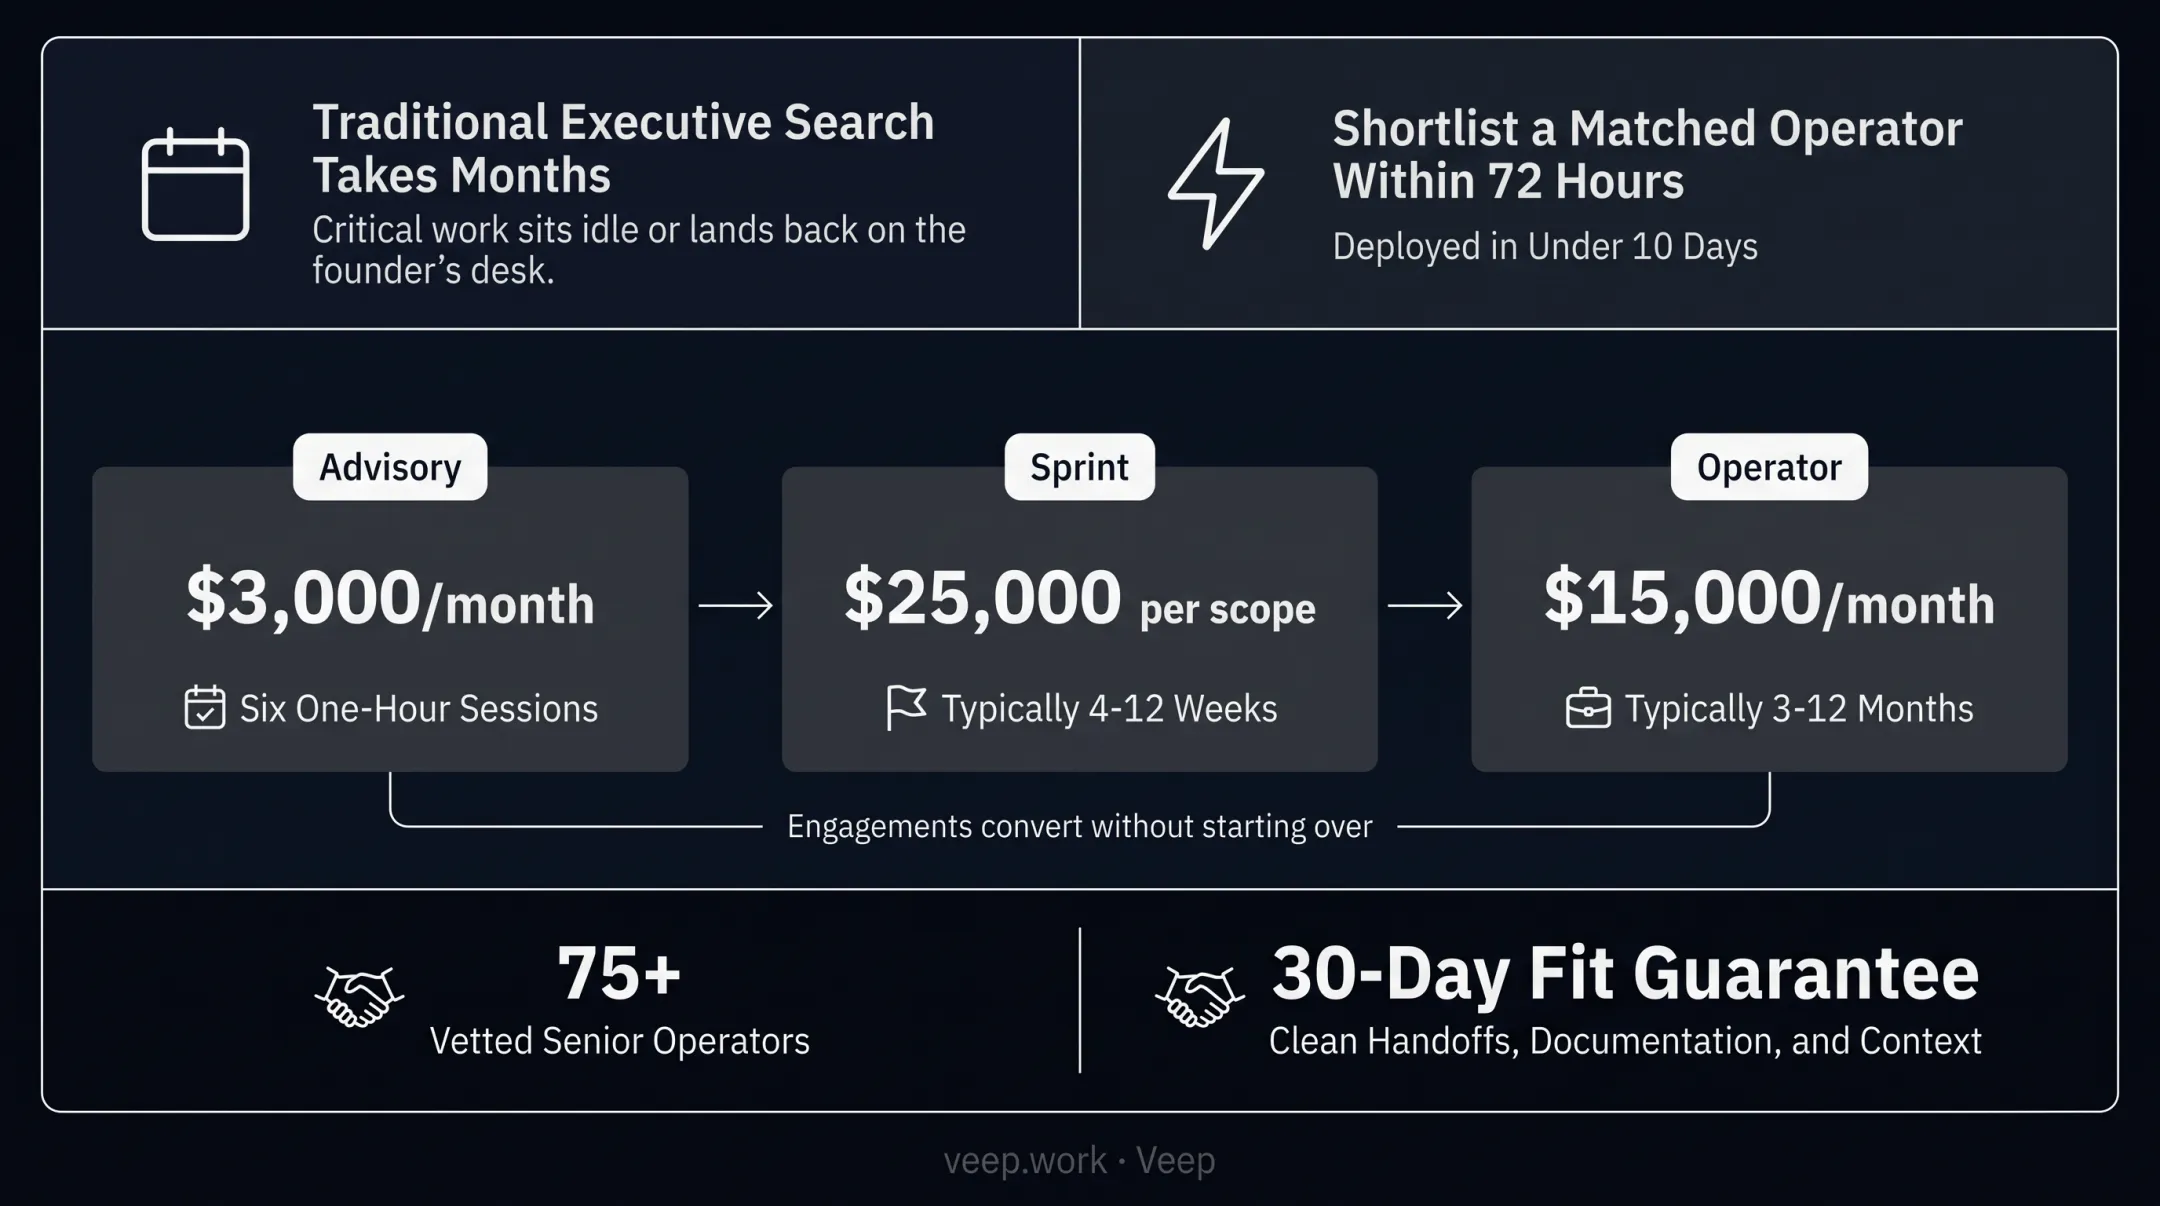 Traditional Executive Search
Takes Months
Critical work sits idle or lands back on the
founder’s desk.
Shortlist a Matched Operator
Within 72 Hours
Deployed in Under 10 Days
Advisory
$3,000/month
Six One-Hour Sessions
Sprint
$25,000 per scope
Typically 4-12 Weeks
Operator
$15,000/month
Typically 3-12 Months
Engagements convert without starting over
75+
Vetted Senior Operators
30-Day Fit Guarantee
Clean Handoffs, Documentation, and Context
veep.work · Veep